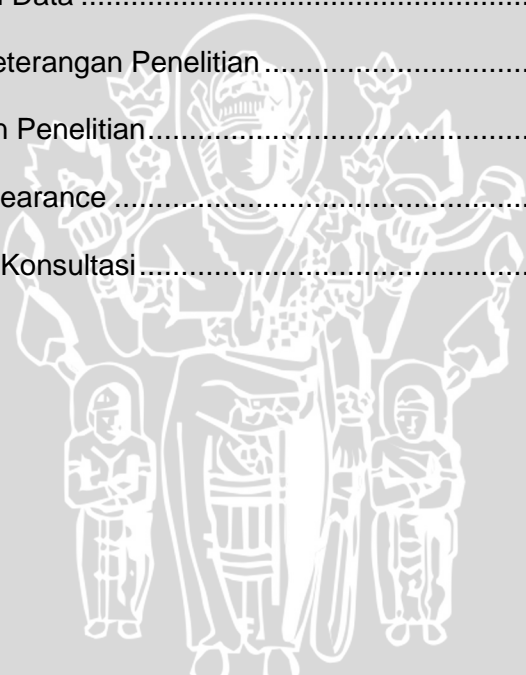 Data ..................................................
eterangan Penelitian ................................
n Penelitian ..............................................
earance ..................................................
Konsultasi ...............................................